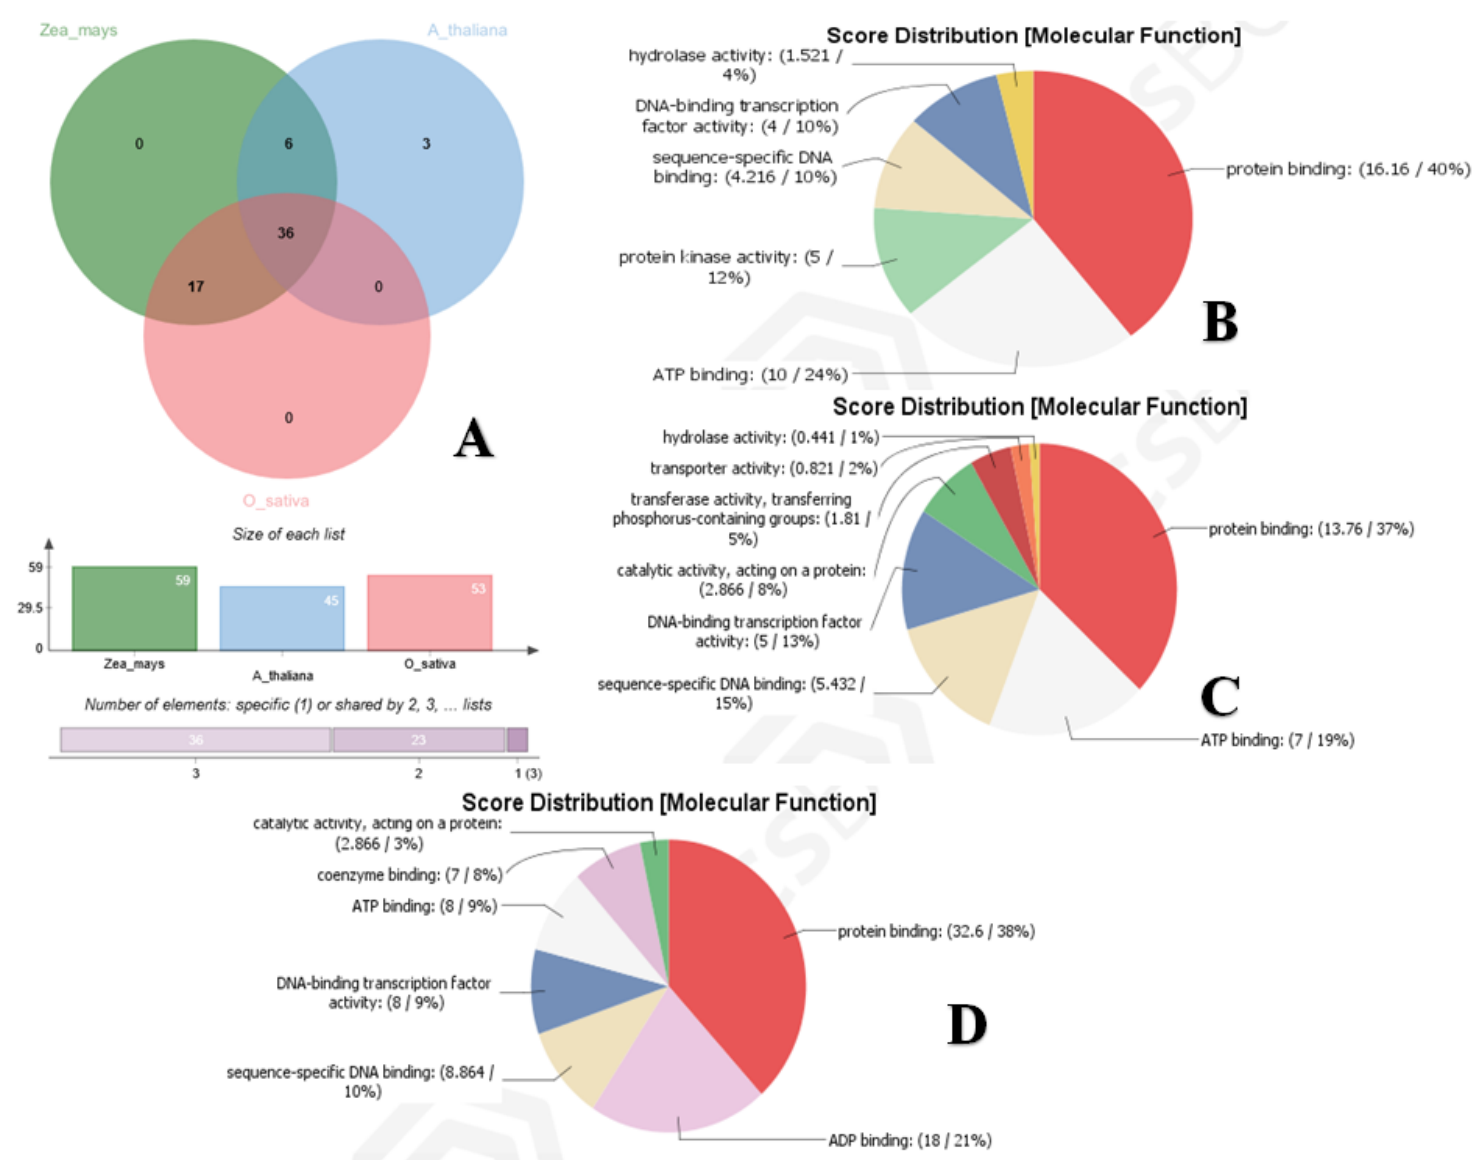 Zea_mays
A_thaliana
0
6
3
36
17
0
0
O_sativa
A
Size of each list
59
29.5
0
59
45
53
Zea_mays
A_thaliana
O_sativa
Number of elements: specific (1) or shared by 2, 3, ... lists
36
23
3
2
1 (3)
Score Distribution [Molecular Function]
hydrolase activity: (1.521 /
4%)
DNA-binding transcription
factor activity: (4 / 10%)
sequence-specific DNA
binding: (4.216 / 10%)
protein kinase activity: (5 /
12%)
ATP binding: (10 / 24%)
protein binding: (16.16 / 40%)
B
Score Distribution [Molecular Function]
hydrolase activity: (0.441 / 1%)
transporter activity: (0.821 / 2%)
transferase activity, transferring
phosphorus-containing groups: (1.81 /
5%)
catalytic activity, acting on a protein:
(2.866 / 8%)
DNA-binding transcription factor
activity: (5 / 13%)
sequence-specific DNA binding: (5.432 /
15%)
protein binding: (13.76 / 37%)
ATP binding: (7 / 19%)
C
Score Distribution [Molecular Function]
catalytic activity, acting on a protein:
(2.866 / 3%)
coenzyme binding: (7 / 8%)
ATP binding: (8 / 9%)
DNA-binding transcription factor
activity: (8 / 9%)
sequence-specific DNA binding: (8.864 /
10%)
protein binding: (32.6 / 38%)
ADP binding: (18 / 21%)
D